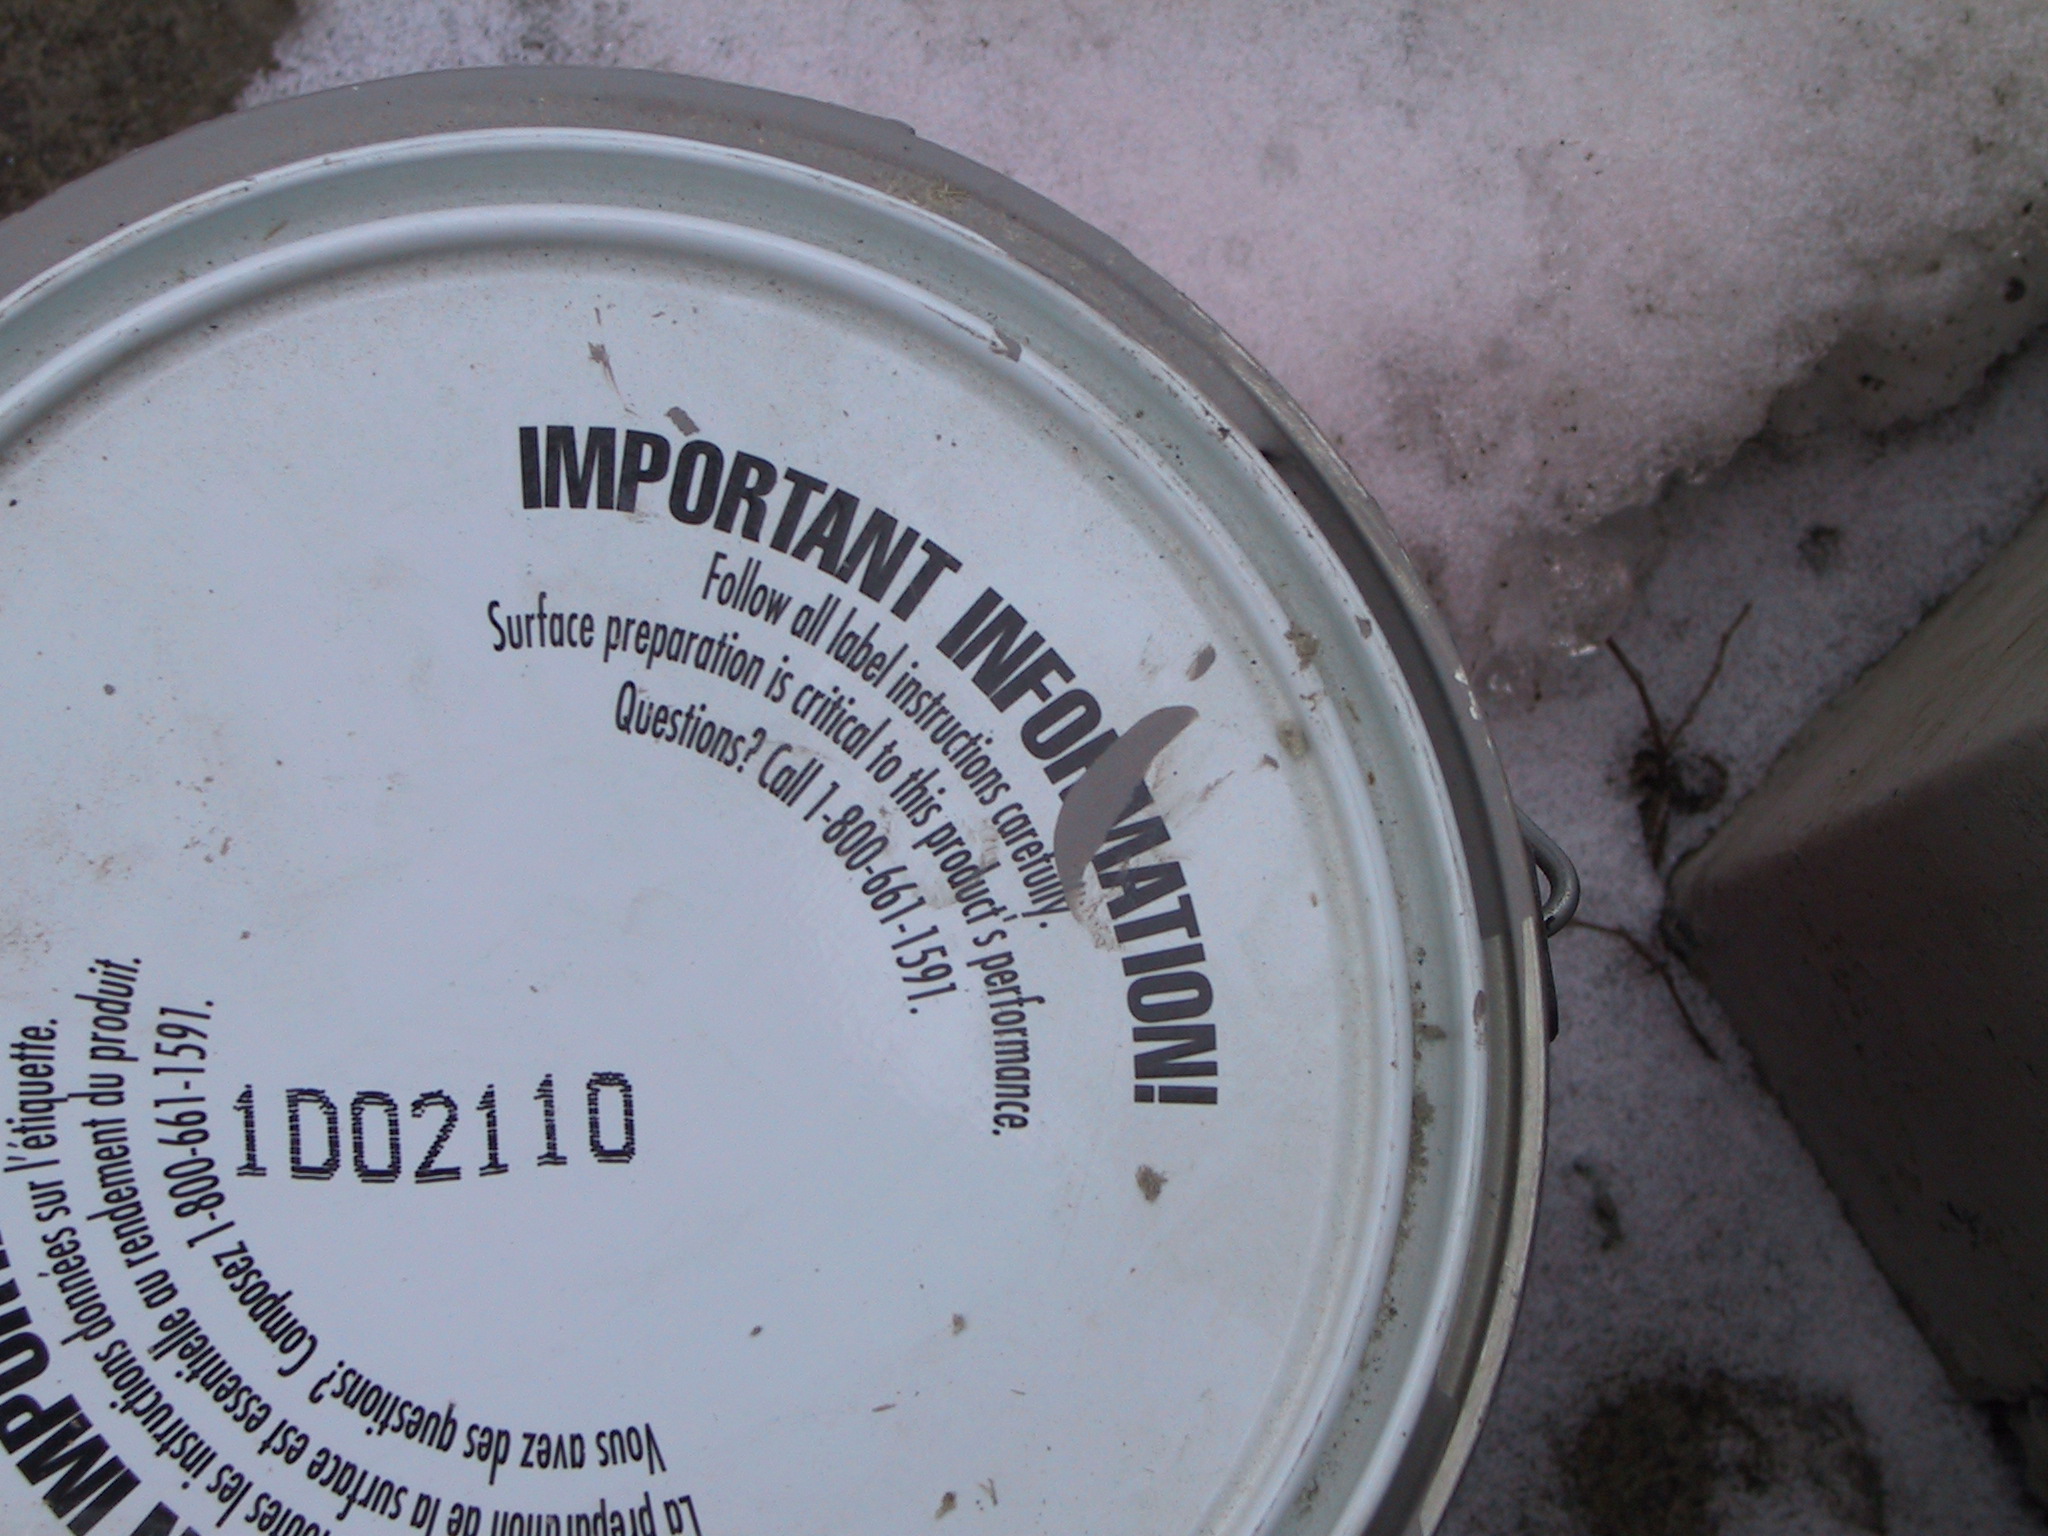 IMPORTANT INFORMATION!
Follow all label instructions carefully.
Surface preparation is critical to this product's performance.
Questions? Call 1-800-661-1591.
1D02110
Vous avez des questions? Composez 1-800-661-1591.
La préparation de la surface est essentielle au rendement du produit.
les instructions données sur l'étiquette.